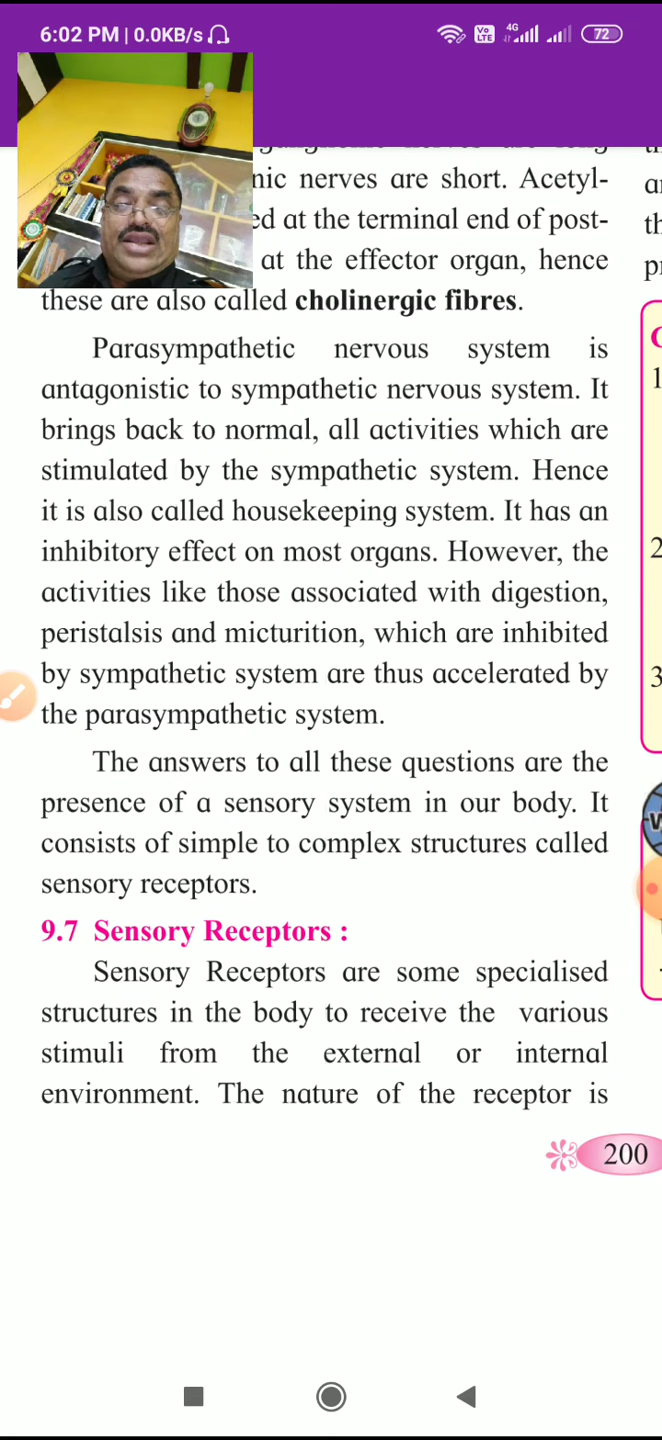 6:02 PM | 0.0KB/s
Vo LTE 4G 72
nic nerves are short. Acetyl-
ed at the terminal end of post-
at the effector organ, hence
these are also called cholinergic fibres.
Parasympathetic nervous system is
antagonistic to sympathetic nervous system. It
brings back to normal, all activities which are
stimulated by the sympathetic system. Hence
it is also called housekeeping system. It has an
inhibitory effect on most organs. However, the
activities like those associated with digestion,
peristalsis and micturition, which are inhibited
by sympathetic system are thus accelerated by
the parasympathetic system.
The answers to all these questions are the
presence of a sensory system in our body. It
consists of simple to complex structures called
sensory receptors.
9.7 Sensory Receptors :
Sensory Receptors are some specialised
structures in the body to receive the various
stimuli from the external or internal
environment. The nature of the receptor is
200
1
2
3